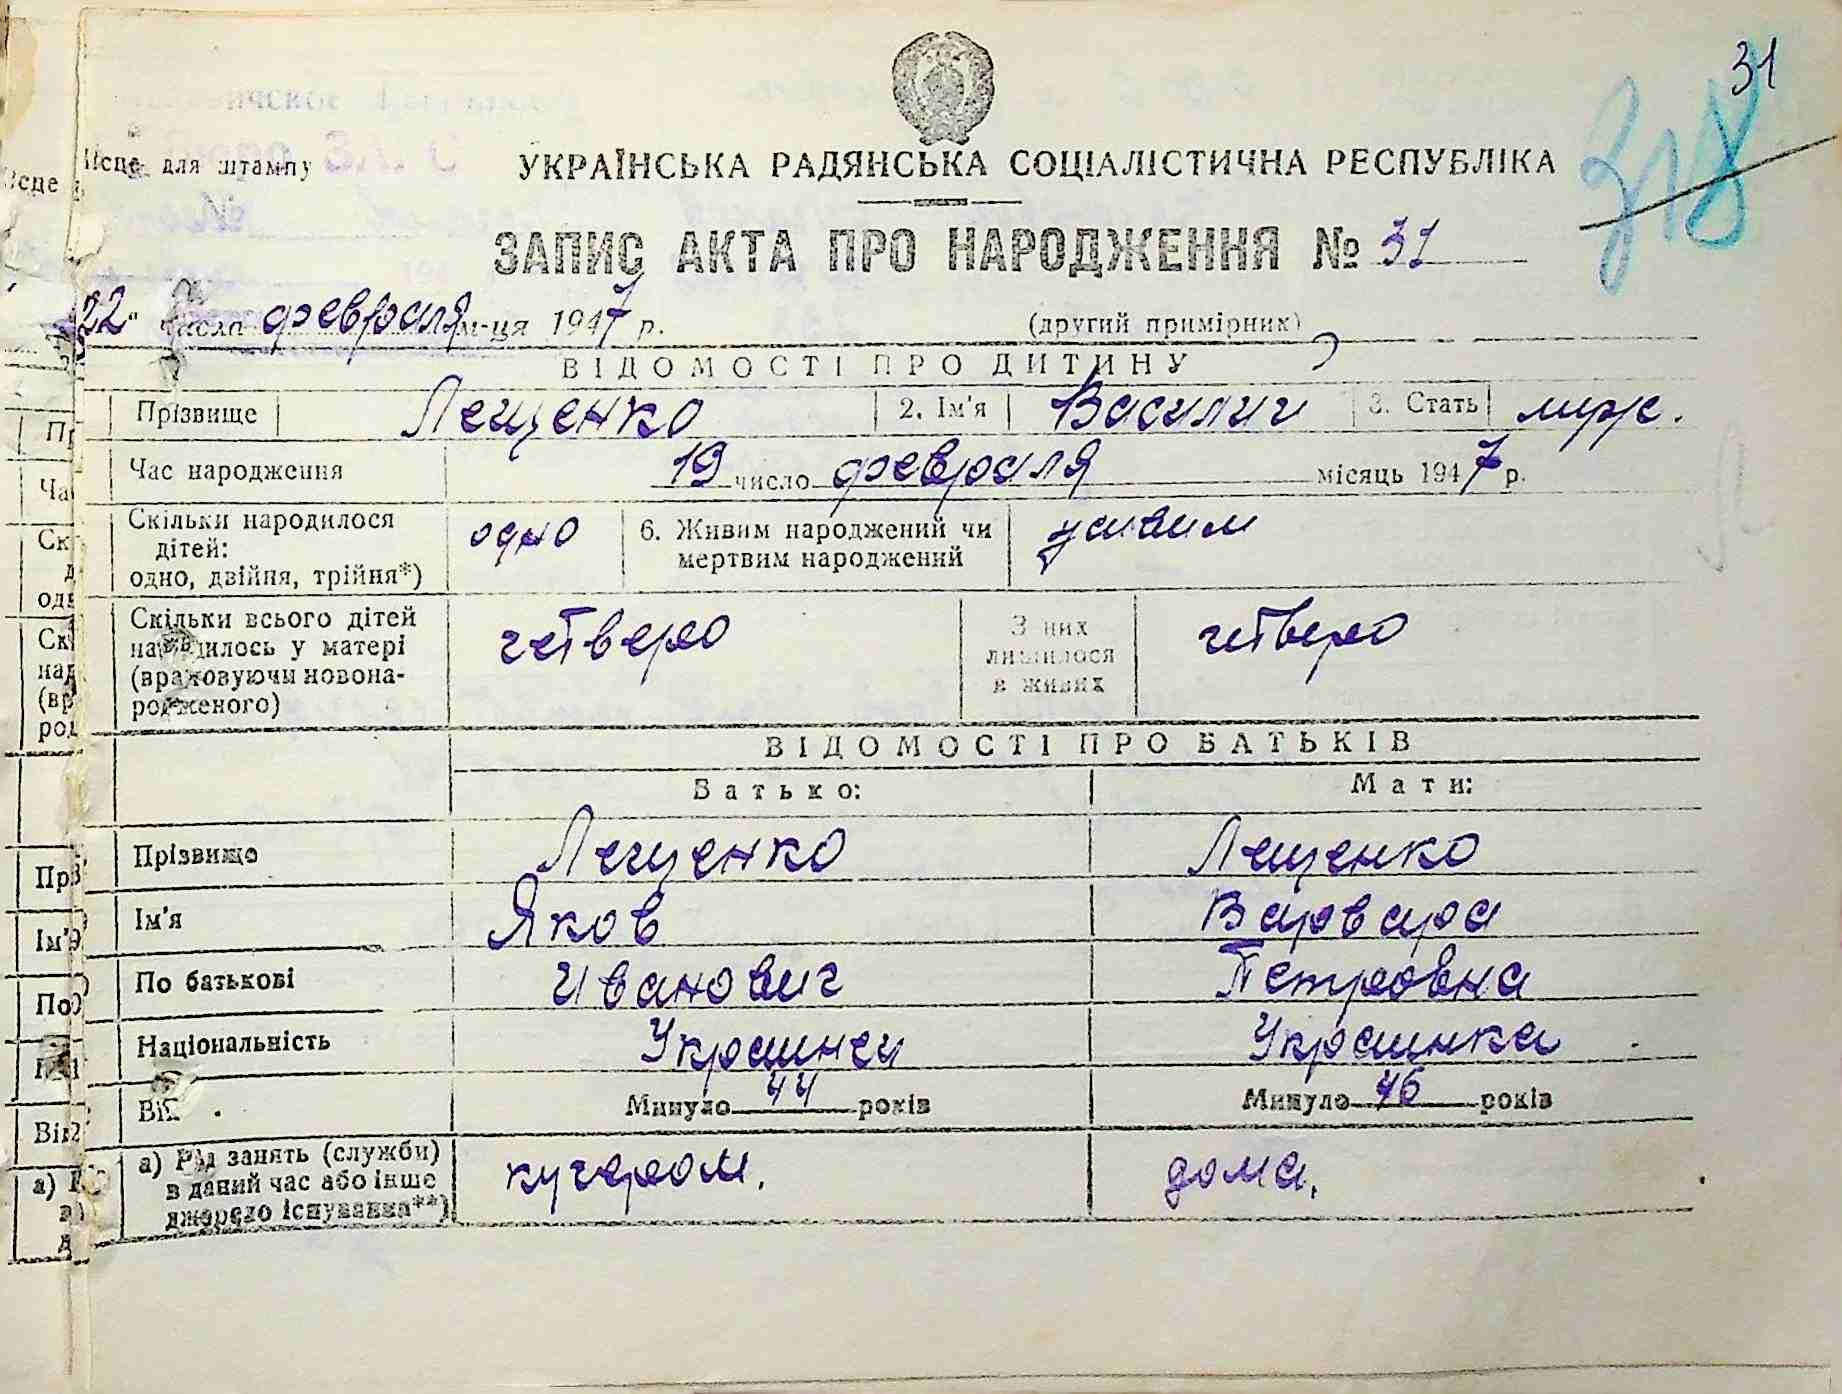 31
318
Місце для штампу
УКРАЇНСЬКА РАДЯНСЬКА СОЦІАЛІСТИЧНА РЕСПУБЛІКА
ЗАПИС АКТА ПРО НАРОДЖЕННЯ № 31
22" числа февраля м-ця 1947 р.
(другий примірник)
ВІДОМОСТІ ПРО ДИТИНУ
Прізвище Лещенко 2. Ім'я Василий 3. Стать муж.
Час народження 19 число февраля місяць 1947 р.
Скільки народилося дітей: одно, двійня, трійня*) одно 6. Живим народжений чи мертвим народжений живим
Скільки всього дітей народилось у матері (враховуючи новонародженого) четверо З них лишилося в живих четверо
ВІДОМОСТІ ПРО БАТЬКІВ
Батько: Мати:
Прізвище Лещенко Лещенко
Ім'я Яков Варвара
По батькові Иванович Петровна
Національність Украинец Украинка
Вік Минуло 44 років Минуло 46 років
а) Рід занять (служби) в даний час або інше джерело існування**) кучером. дома.